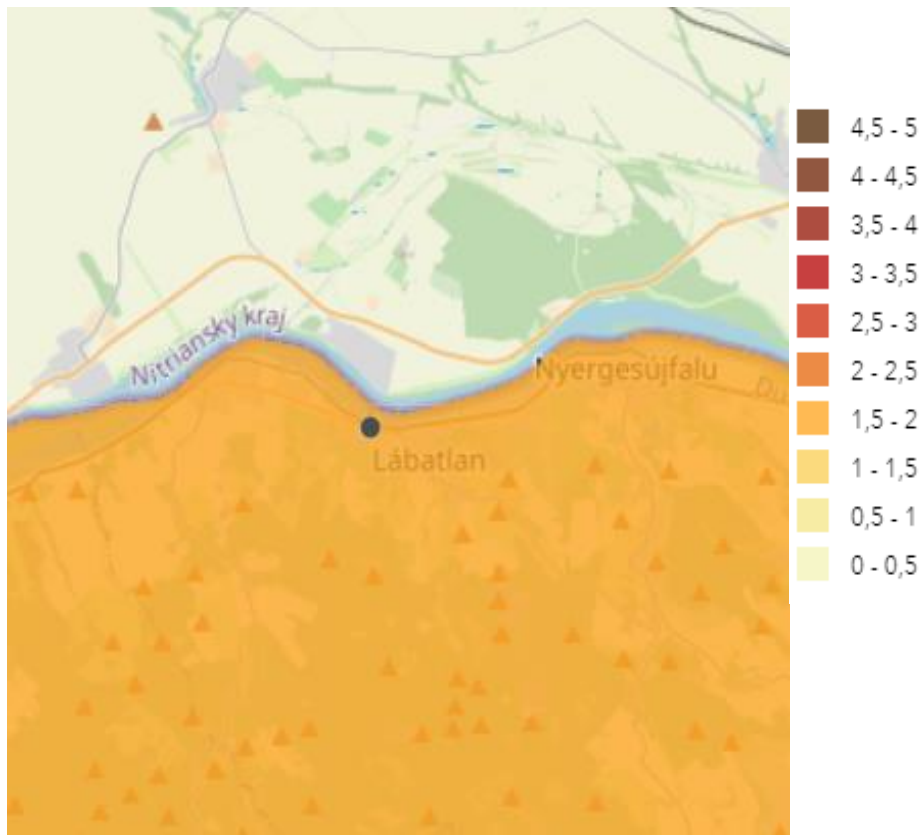 Nitriansky kraj
Nyergesújfalu
Du
Lábatlan
4,5 - 5
4 - 4,5
3,5 - 4
3 - 3,5
2,5 - 3
2 - 2,5
1,5 - 2
1 - 1,5
0,5 - 1
0 - 0,5